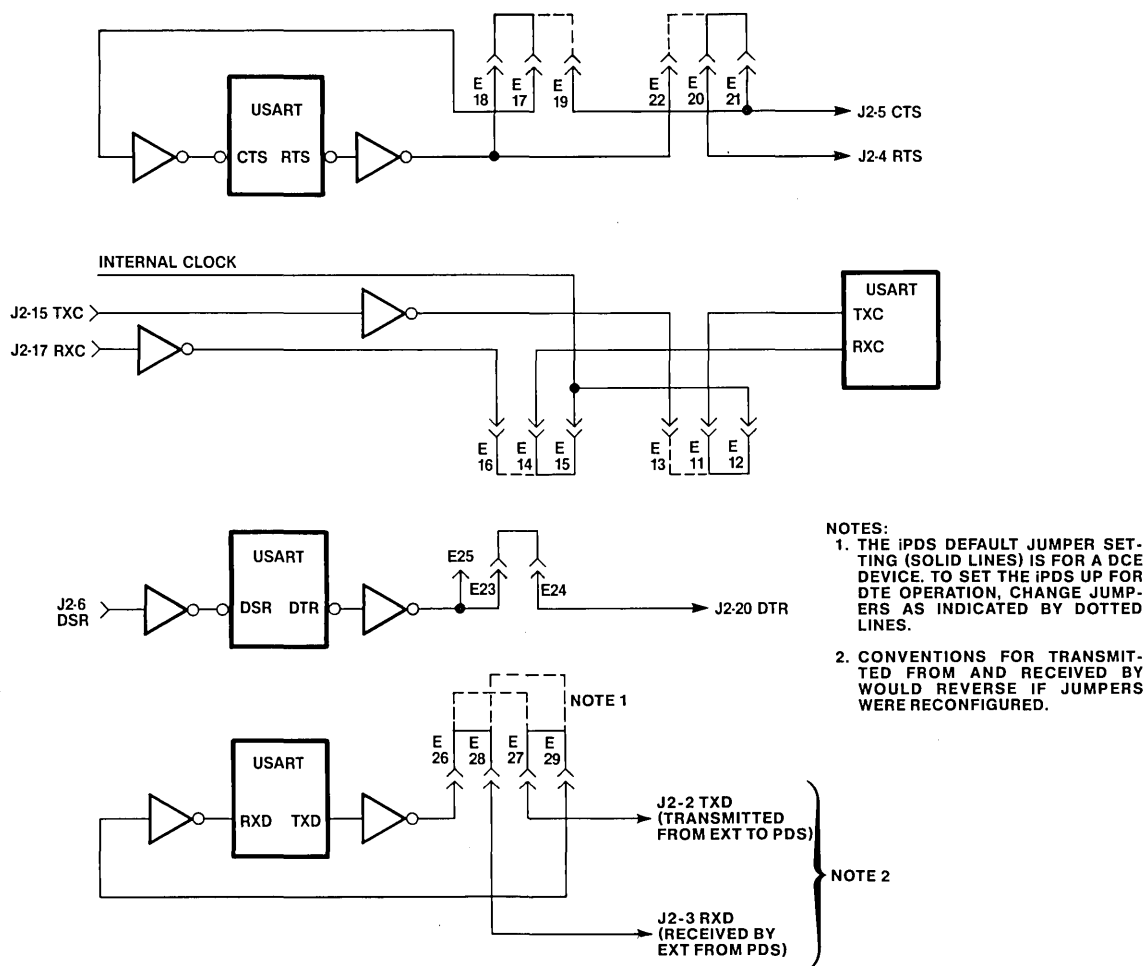 E
18
E
17
E
19
E
22
E
20
E
21
USART
CTS RTS
J2-5 CTS
J2-4 RTS
INTERNAL CLOCK
J2-15 TXC
J2-17 RXC
USART
TXC
RXC
E
16
E
14
E
15
E
13
E
11
E
12
USART
DSR DTR
J2-6
DSR
E25
E23
E24
J2-20 DTR
NOTES:
1. THE iPDS DEFAULT JUMPER SET-
TING (SOLID LINES) IS FOR A DCE
DEVICE. TO SET THE iPDS UP FOR
DTE OPERATION, CHANGE JUMP-
ERS AS INDICATED BY DOTTED
LINES.
2. CONVENTIONS FOR TRANSMIT-
TED FROM AND RECEIVED BY
WOULD REVERSE IF JUMPERS
WERE RECONFIGURED.
NOTE 1
E
26
E
28
E
27
E
29
USART
RXD TXD
J2-2 TXD
(TRANSMITTED
FROM EXT TO PDS)
NOTE 2
J2-3 RXD
(RECEIVED BY
EXT FROM PDS)